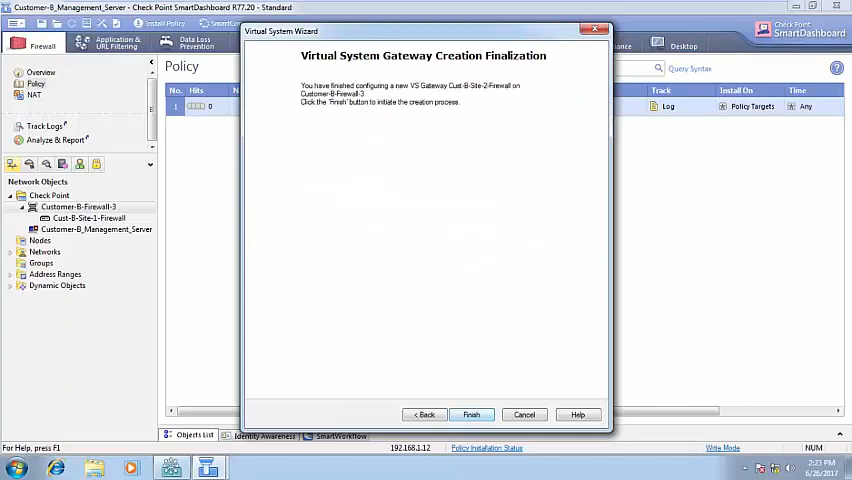 Customer-B_Management_Server - Check Point SmartDashboard R77.20 - Standard
Install Policy
Check Point
SmartDashboard
Firewall
Application &
URL Filtering
Data Loss
Prevention
Desktop
Overview
Policy
NAT
Track Logs
Analyze & Report
Network Objects
Check Point
Customer-B-Firewall-3
Cust-B-Site-1-Firewall
Customer-B_Management_Server
Nodes
Networks
Groups
Address Ranges
Dynamic Objects
Policy
Query Syntax
No.
Hits
Track
Install On
Time
1
0
Log
Policy Targets
Any
Virtual System Wizard
Virtual System Gateway Creation Finalization
You have finished configuring a new VS Gateway Cust-B-Site-2-Firewall on
Customer-B-Firewall-3
Click the 'Finish' button to initiate the creation process.
< Back
Finish
Cancel
Help
Objects List
Identity Awareness
SmartWorkflow
For Help, press F1
192.168.1.12
Policy Installation Status
Write Mode
NUM
2:23 PM
6/26/2017